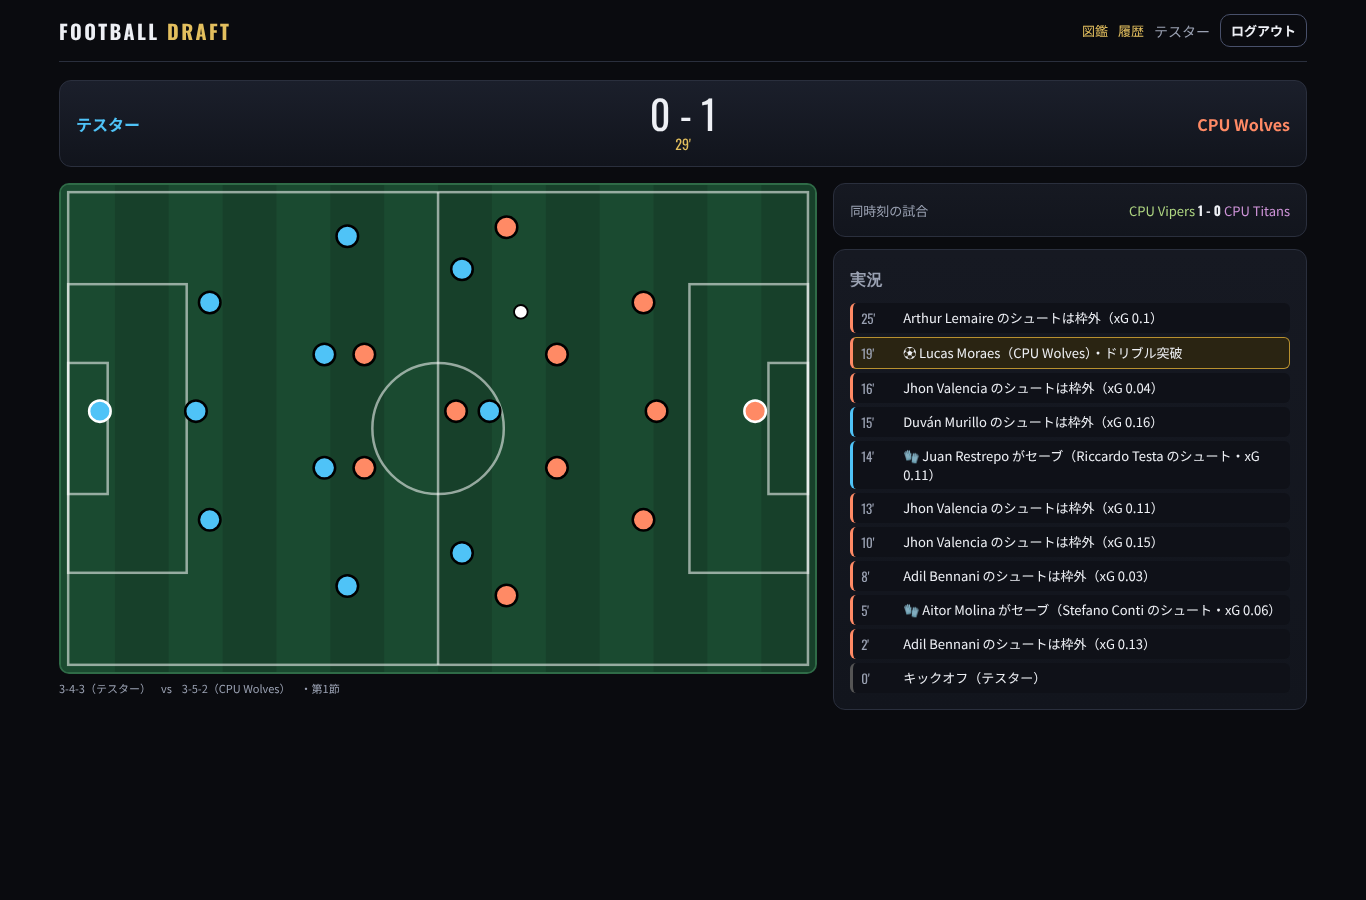 FOOTBALL DRAFT
図鑑 履歴 テスター ログアウト
テスター
0 - 1
29'
CPU Wolves
同時刻の試合
CPU Vipers 1 - 0 CPU Titans
実況
25' Arthur Lemaire のシュートは枠外（xG 0.1）
19' ⚽ Lucas Moraes（CPU Wolves）・ドリブル突破
16' Jhon Valencia のシュートは枠外（xG 0.04）
15' Duván Murillo のシュートは枠外（xG 0.16）
14' 🧤 Juan Restrepo がセーブ（Riccardo Testa のシュート・xG
0.11）
13' Jhon Valencia のシュートは枠外（xG 0.11）
10' Jhon Valencia のシュートは枠外（xG 0.15）
8' Adil Bennani のシュートは枠外（xG 0.03）
5' 🧤 Aitor Molina がセーブ（Stefano Conti のシュート・xG 0.06）
2' Adil Bennani のシュートは枠外（xG 0.13）
0' キックオフ（テスター）
3-4-3（テスター） vs 3-5-2（CPU Wolves） ・第1節